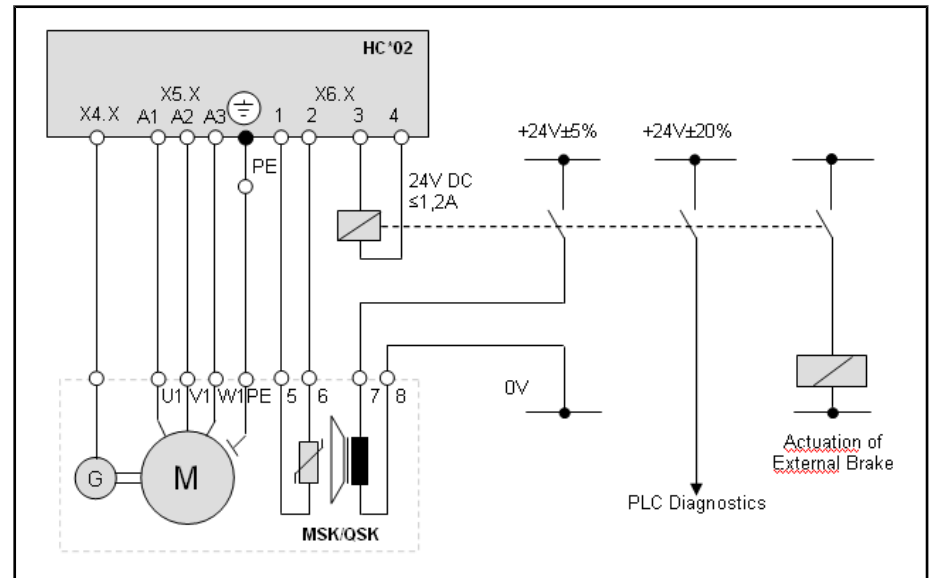 HC*02
X5.X
X6.X
X4.X A1 A2 A3 1 2 3 4
+24V±5% +24V±20%
PE
24V DC
≤1,2A
U1 V1 W1 PE 5 6 7 8
0V
G
M
MSK/QSK
Actuation of
External Brake
PLC Diagnostics